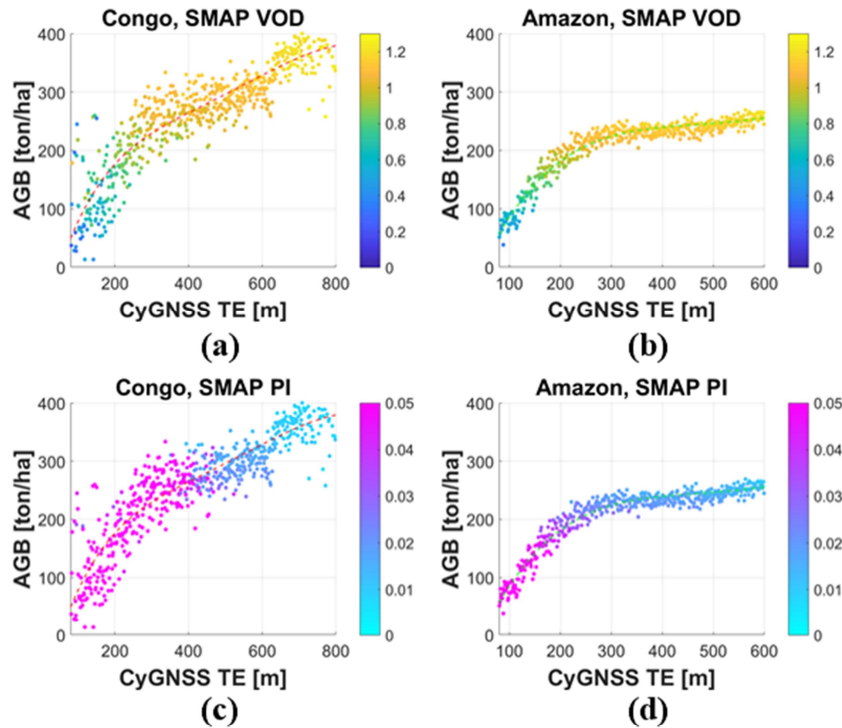 Congo, SMAP VOD
AGB [ton/ha]
400
300
200
100
0
200 400 600 800
CyGNSS TE [m]
1.2
1
0.8
0.6
0.4
0.2
0
(a)
Amazon, SMAP VOD
AGB [ton/ha]
400
300
200
100
0
100 200 300 400 500 600
CyGNSS TE [m]
1.2
1
0.8
0.6
0.4
0.2
0
(b)
Congo, SMAP PI
AGB [ton/ha]
400
300
200
100
0
200 400 600 800
CyGNSS TE [m]
0.05
0.04
0.03
0.02
0.01
0
(c)
Amazon, SMAP PI
AGB [ton/ha]
400
300
200
100
0
100 200 300 400 500 600
CyGNSS TE [m]
0.05
0.04
0.03
0.02
0.01
0
(d)